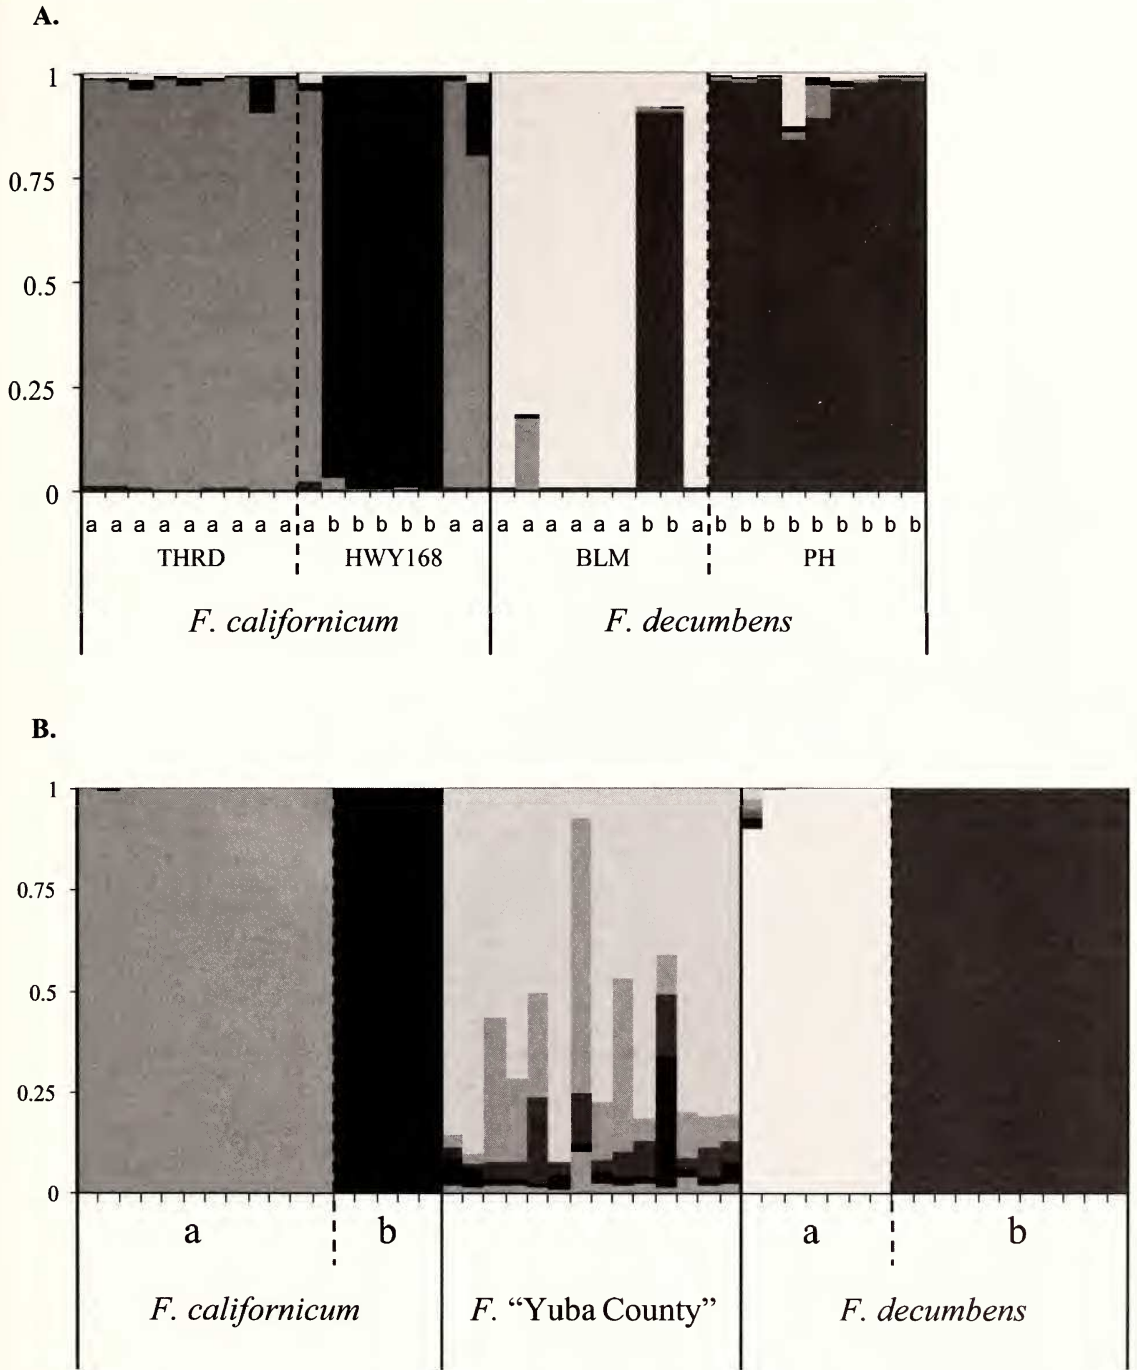 A.
1
0.75
0.5
0.25
0
a a a a a a a a a a b b b b b a a a a a a a a b b a b b b b b b b b b
THRD HWY168 BLM PH
F. californicum F. decumbens
B.
1
0.75
0.5
0.25
0
a b a b
F. californicum F. “Yuba County” F. decumbens